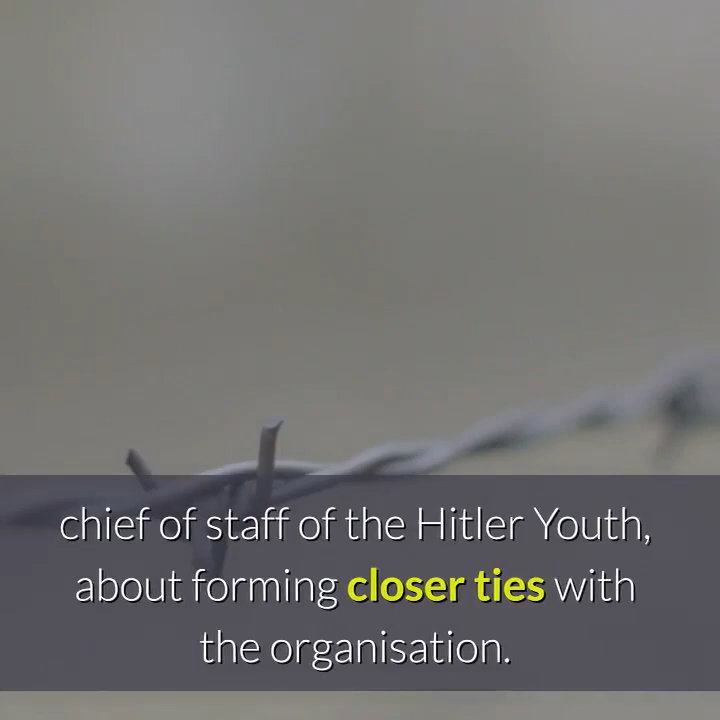 chief of staff of the Hitler Youth,
about forming closer ties with
the organisation.